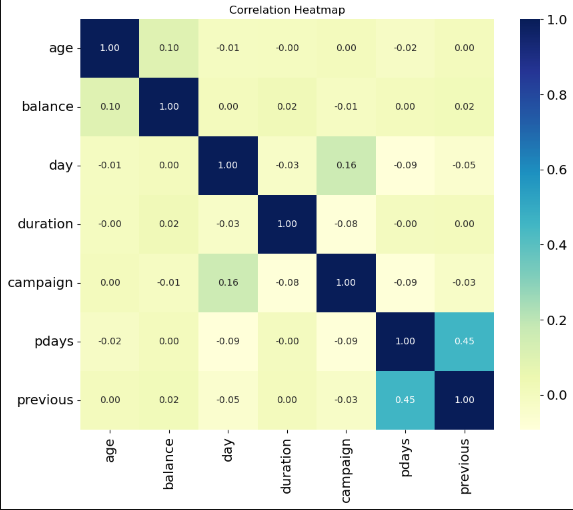 Correlation Heatmap
age 1.00 0.10 -0.01 -0.00 0.00 -0.02 0.00
balance 0.10 1.00 0.00 0.02 -0.01 0.00 0.02
day -0.01 0.00 1.00 -0.03 0.16 -0.09 -0.05
duration -0.00 0.02 -0.03 1.00 -0.08 -0.00 0.00
campaign 0.00 -0.01 0.16 -0.08 1.00 -0.09 -0.03
pdays -0.02 0.00 -0.09 -0.00 -0.09 1.00 0.45
previous 0.00 0.02 -0.05 0.00 -0.03 0.45 1.00
age balance day duration campaign pdays previous
1.0
0.8
0.6
0.4
0.2
0.0